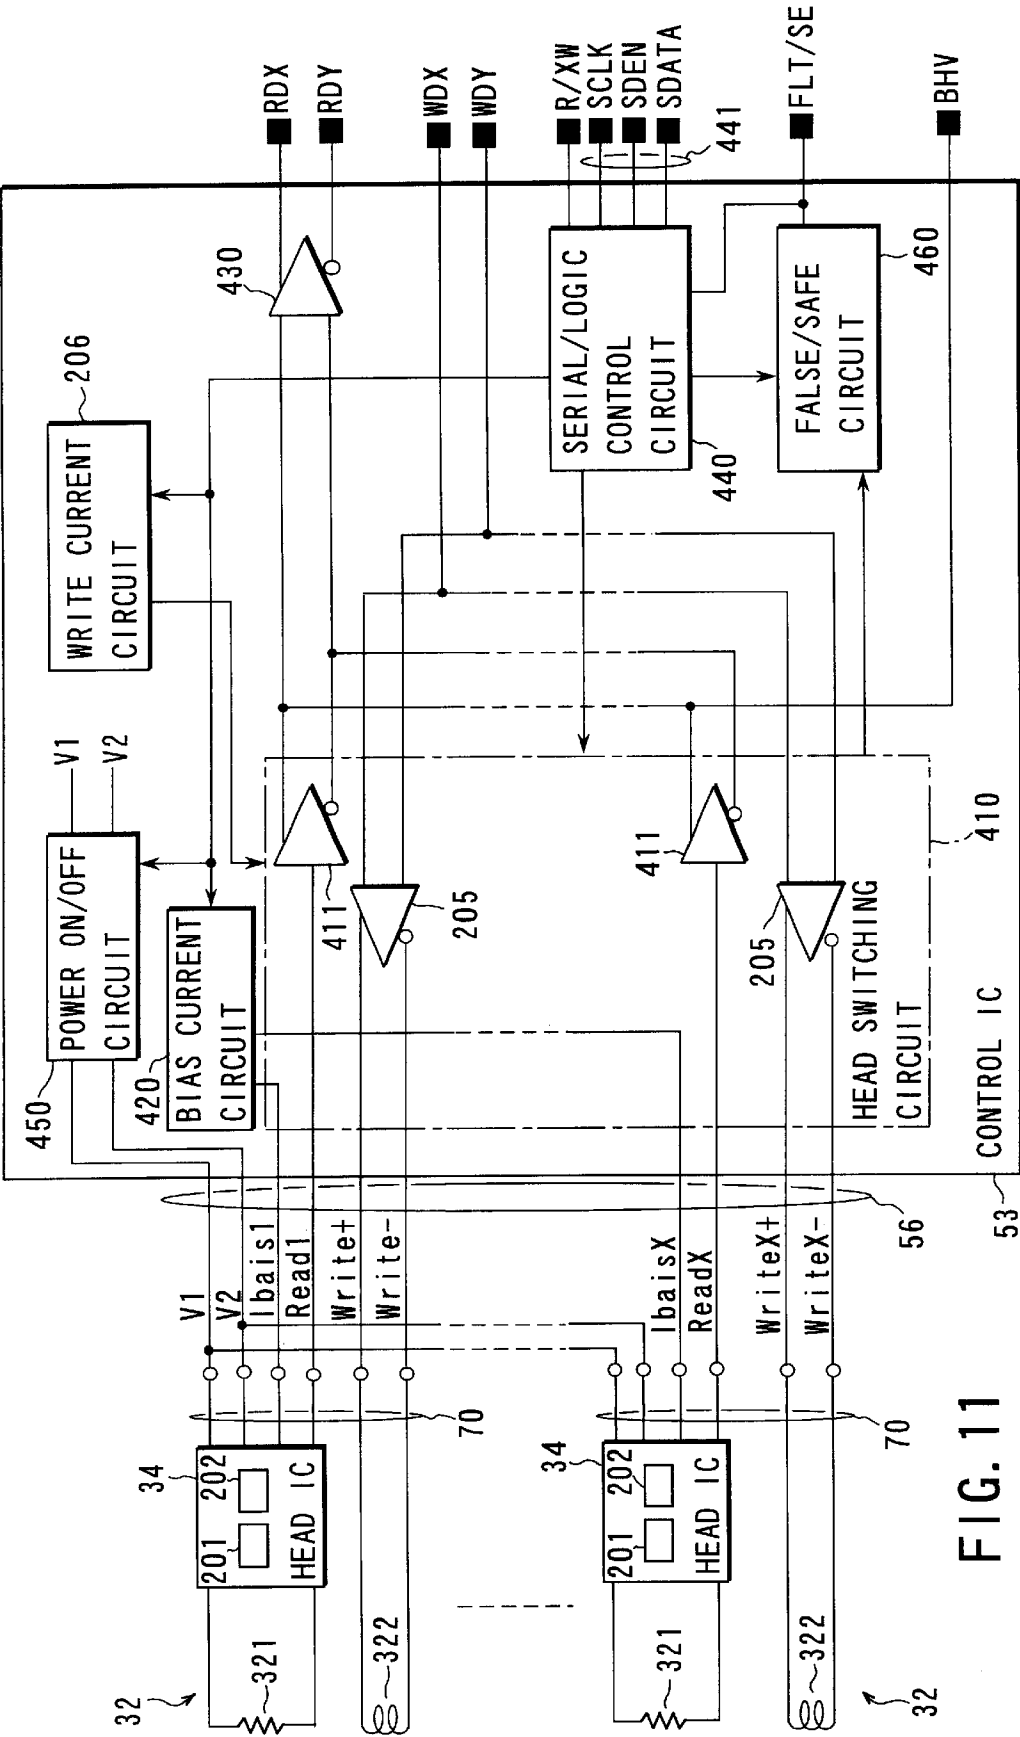 RDX
RDY
WDX
WDY
R/XW
SCLK
SDEN
SDATA
441
FLT/SE
BHV
430
206
WRITE CURRENT
CIRCUIT
SERIAL/LOGIC
CONTROL
CIRCUIT
440
FALSE/SAFE
CIRCUIT
460
V1
V2
POWER ON/OFF
CIRCUIT
450
BIAS CURRENT
CIRCUIT
420
411
205
411
205
HEAD SWITCHING
CIRCUIT
410
CONTROL IC
53
56
V1
V2
Ibais1
Read1
Write+
Write-
IbaisX
ReadX
WriteX+
WriteX-
70
70
34
201
202
HEAD IC
34
201
202
HEAD IC
32
321
322
321
322
32
FIG. 11